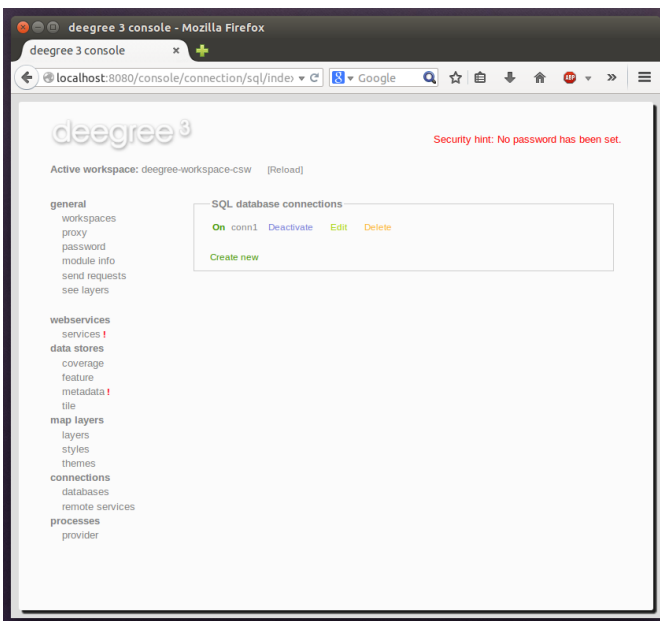 deegree 3 console - Mozilla Firefox
deegree 3 console
localhost:8080/console/connection/sql/index
Google
ABP
deegree 3
Security hint: No password has been set.
Active workspace: deegree-workspace-csw [Reload]
general
workspaces
proxy
password
module info
send requests
see layers
SQL database connections
On conn1 Deactivate Edit Delete
Create new
webservices
services !
data stores
coverage
feature
metadata !
tile
map layers
layers
styles
themes
connections
databases
remote services
processes
provider